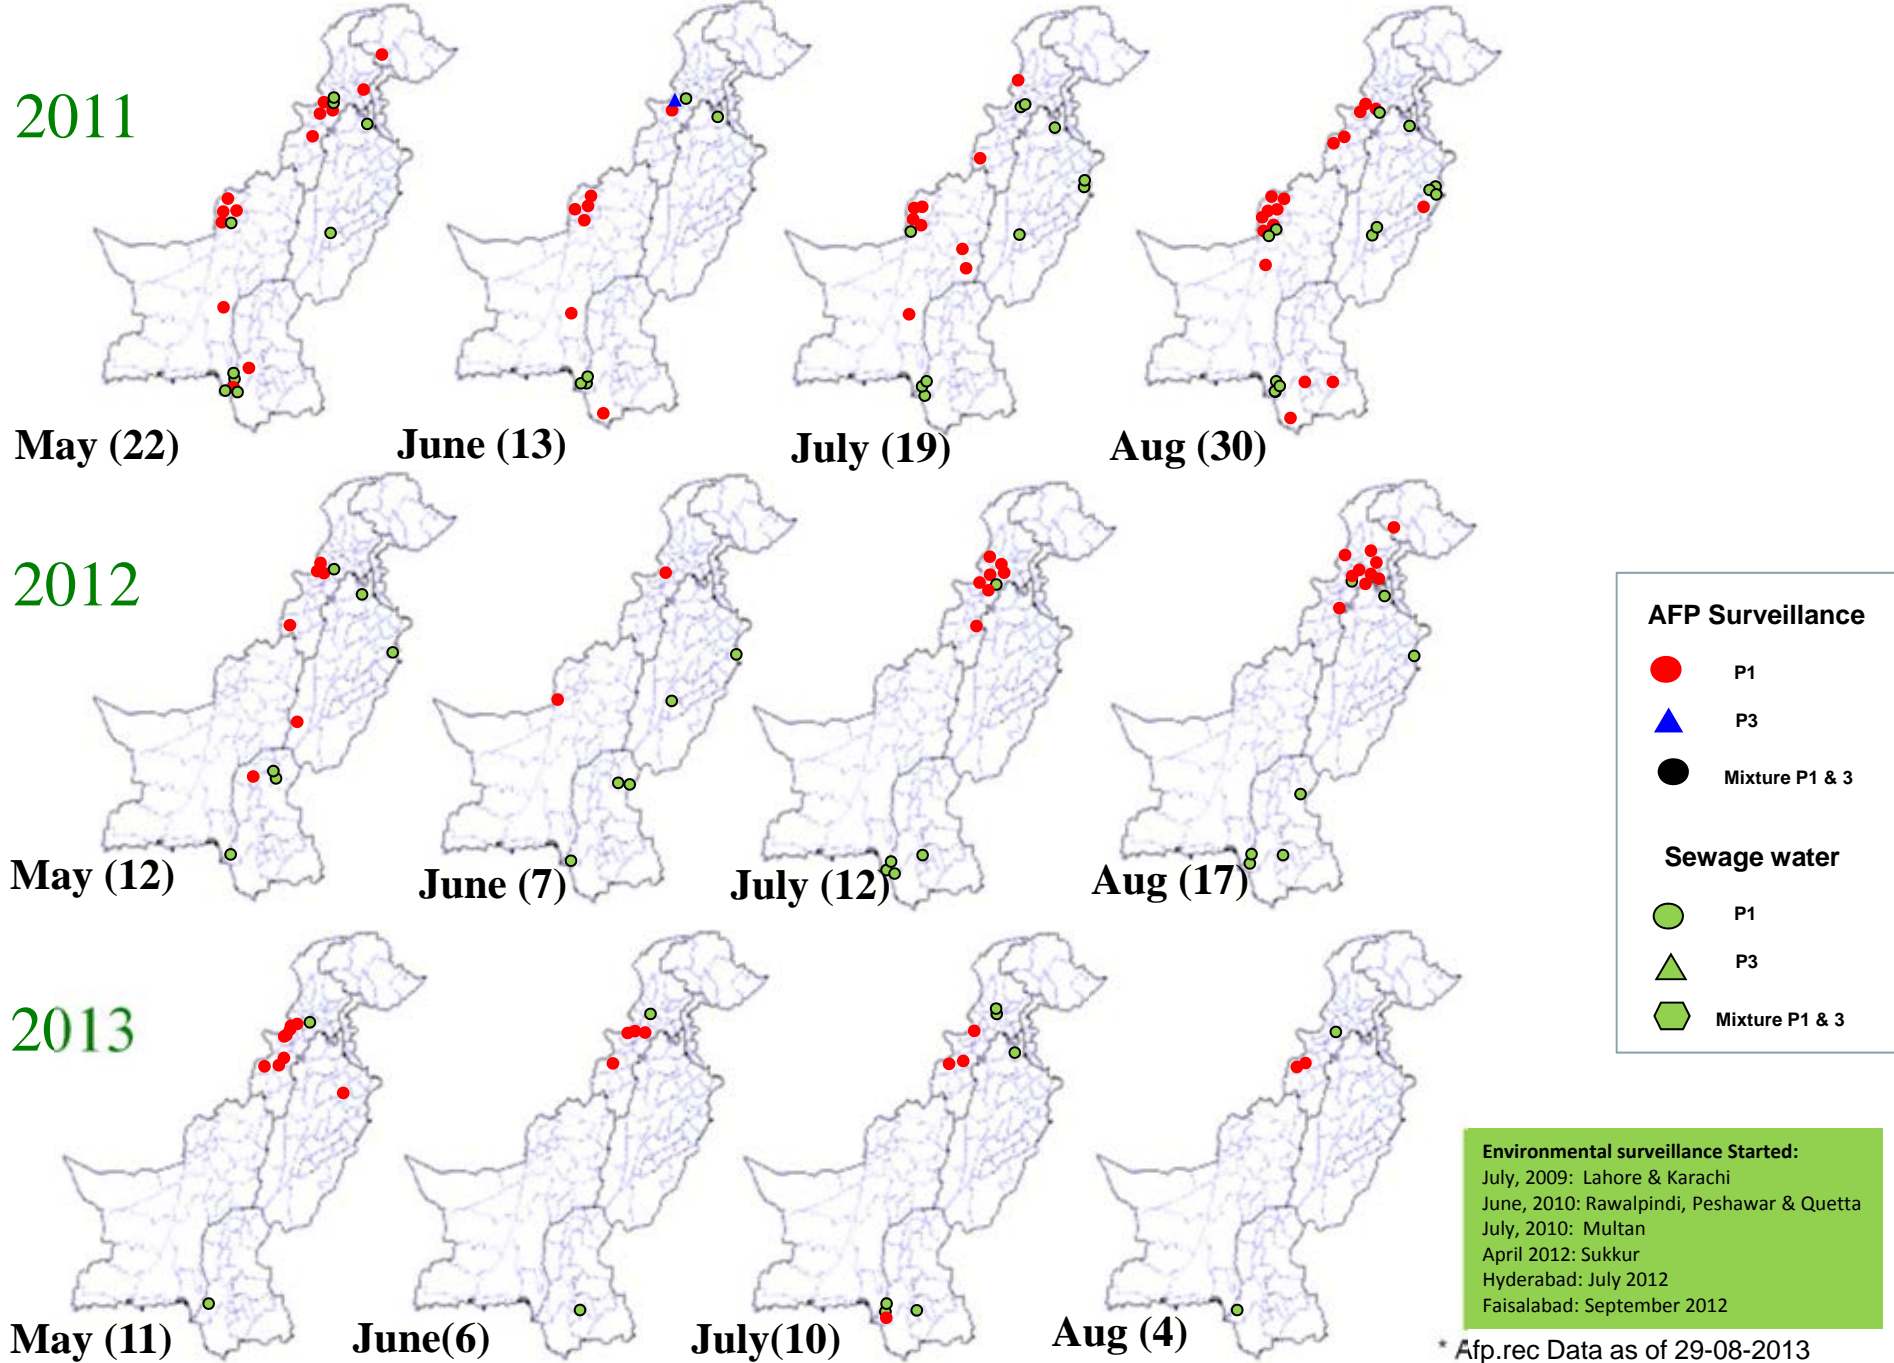 2011
May (22)
June (13)
July (19)
Aug (30)
2012
May (12)
June (7)
July (12)
Aug (17)
2013
May (11)
June(6)
July(10)
Aug (4)
AFP Surveillance
P1
P3
Mixture P1 & 3
Sewage water
P1
P3
Mixture P1 & 3
Environmental surveillance Started:
July, 2009: Lahore & Karachi
June, 2010: Rawalpindi, Peshawar & Quetta
July, 2010: Multan
April 2012: Sukkur
Hyderabad: July 2012
Faisalabad: September 2012
* Afp.rec Data as of 29-08-2013